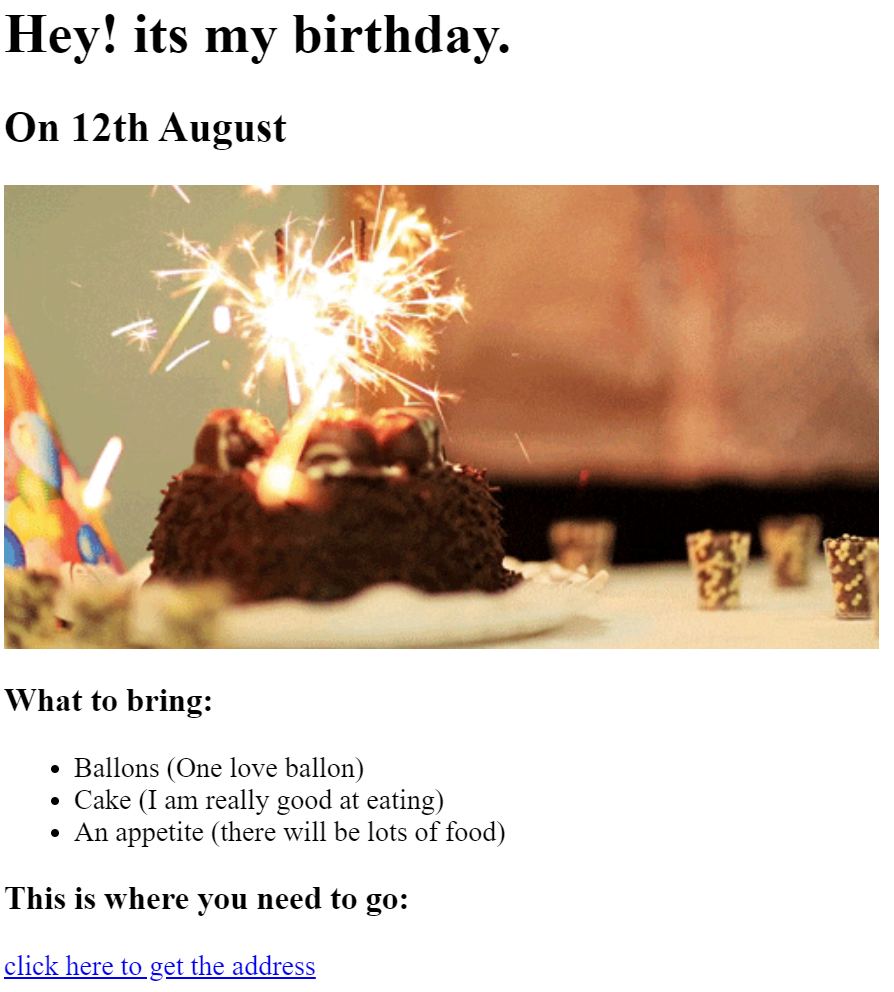 Hey! its my birthday.
On 12th August
What to bring:
Ballons (One love ballon)
Cake (I am really good at eating)
An appetite (there will be lots of food)
This is where you need to go:
click here to get the address